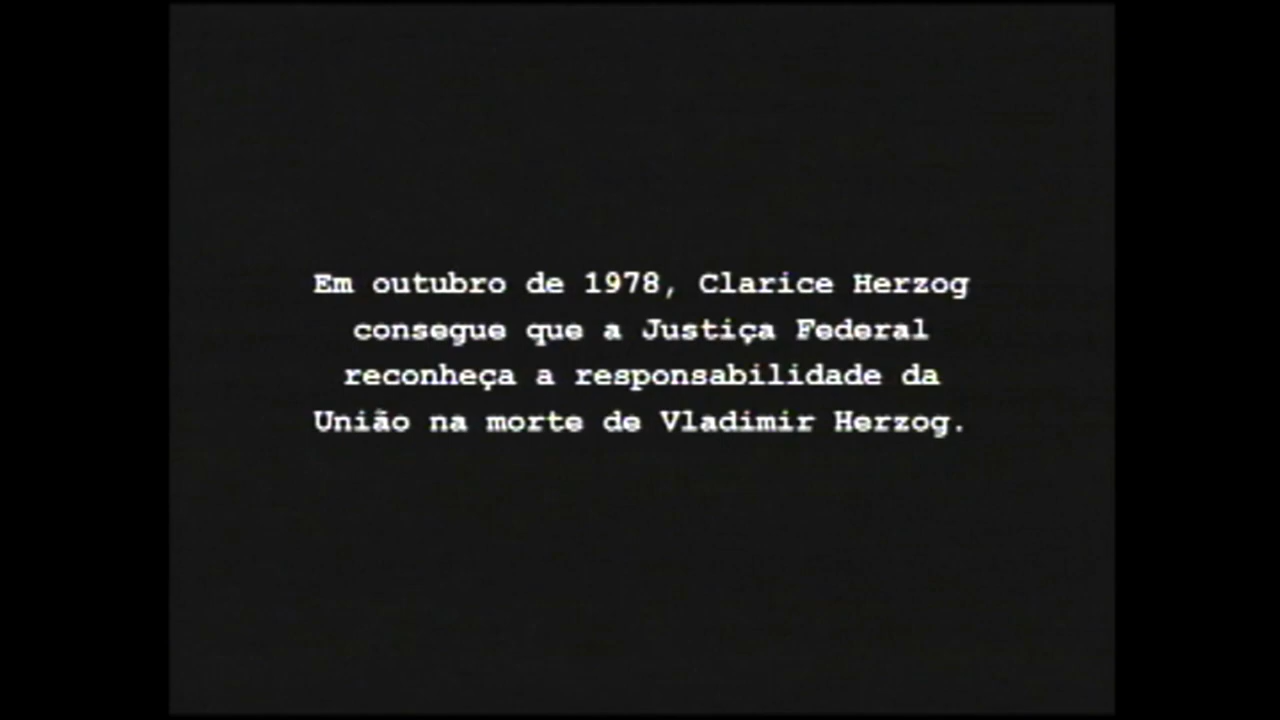 Em outubro de 1978, Clarice Herzog
consegue que a Justiça Federal
reconheça a responsabilidade da
União na morte de Vladimir Herzog.